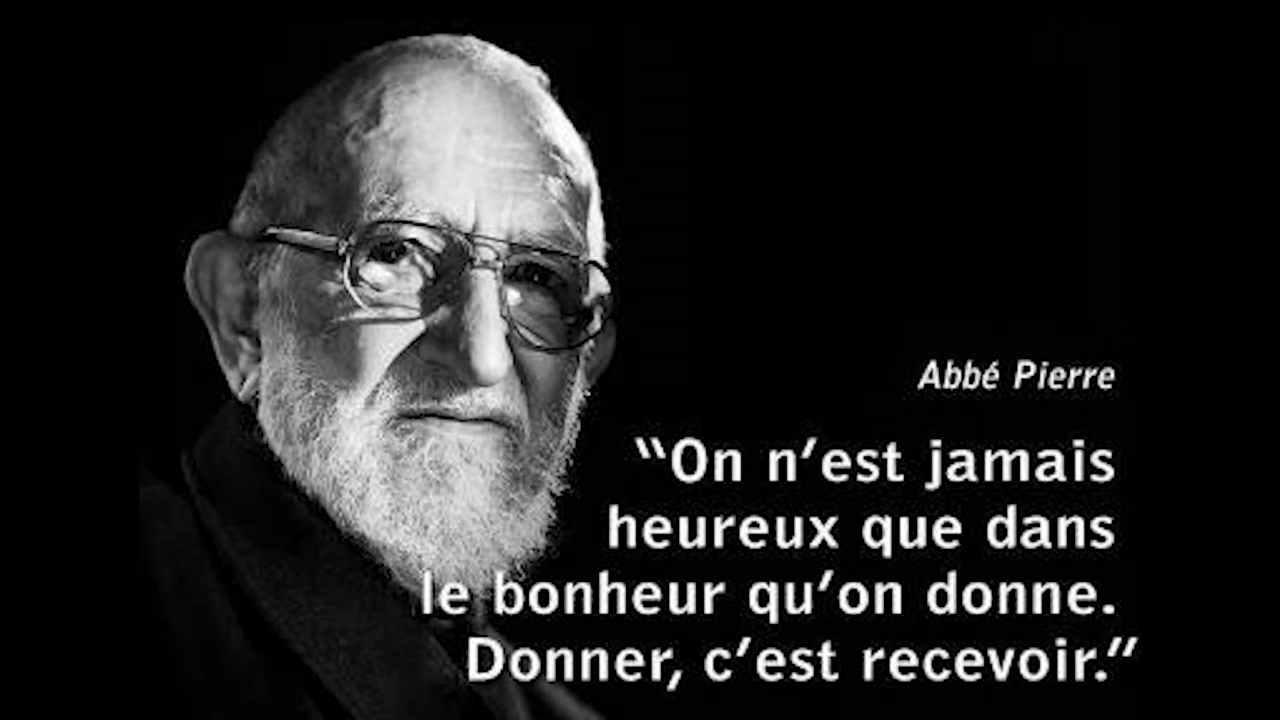 Abbé Pierre
“On n’est jamais
heureux que dans
le bonheur qu’on donne.
Donner, c’est recevoir.”